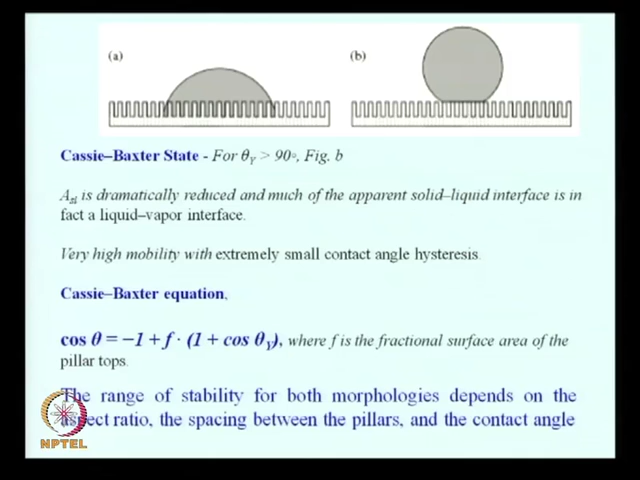 (a)
(b)
Cassie–Baxter State - For θY > 90°, Fig. b
Asl is dramatically reduced and much of the apparent solid–liquid interface is in
fact a liquid–vapor interface.
Very high mobility with extremely small contact angle hysteresis.
Cassie–Baxter equation,
cos θ = −1 + f · (1 + cos θY), where f is the fractional surface area of the
pillar tops.
The range of stability for both morphologies depends on the
aspect ratio, the spacing between the pillars, and the contact angle
NPTEL